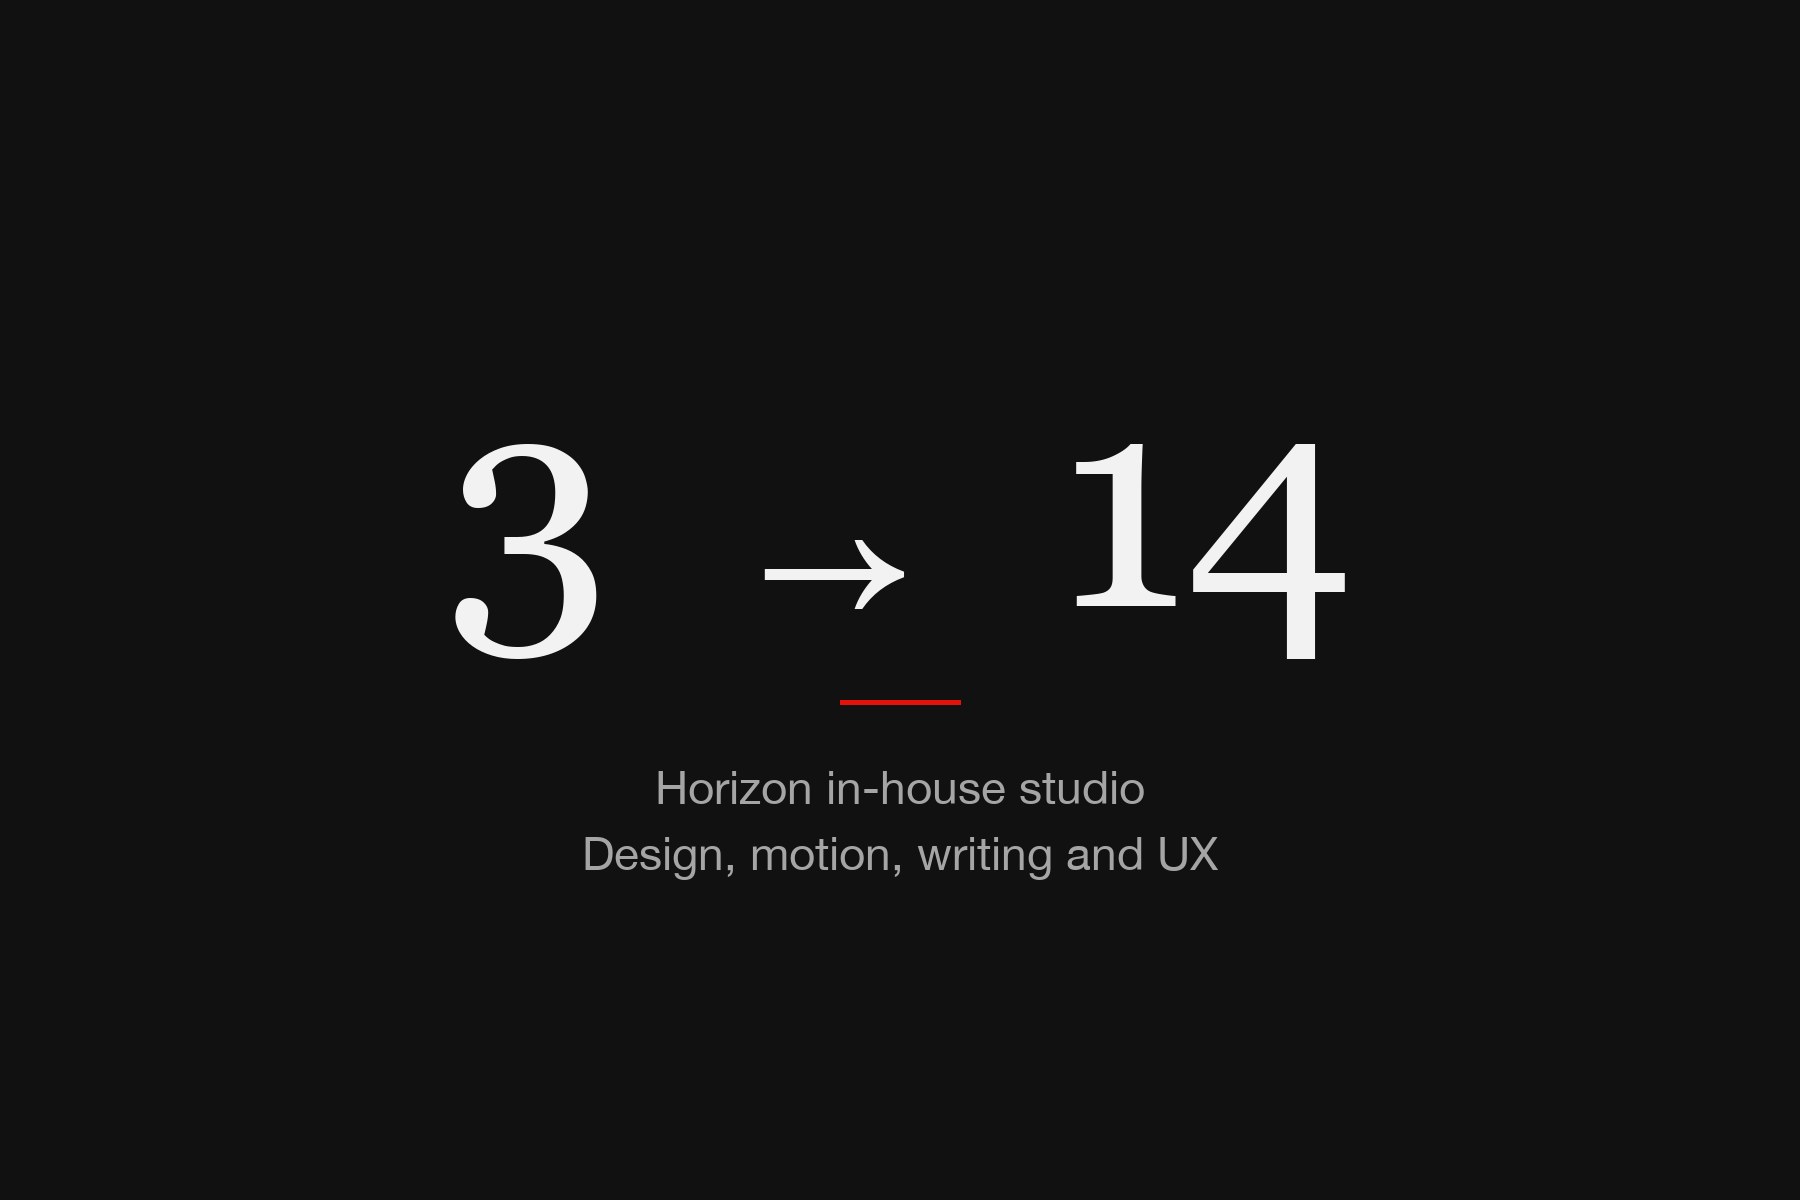 3 → 14
Horizon in-house studio
Design, motion, writing and UX